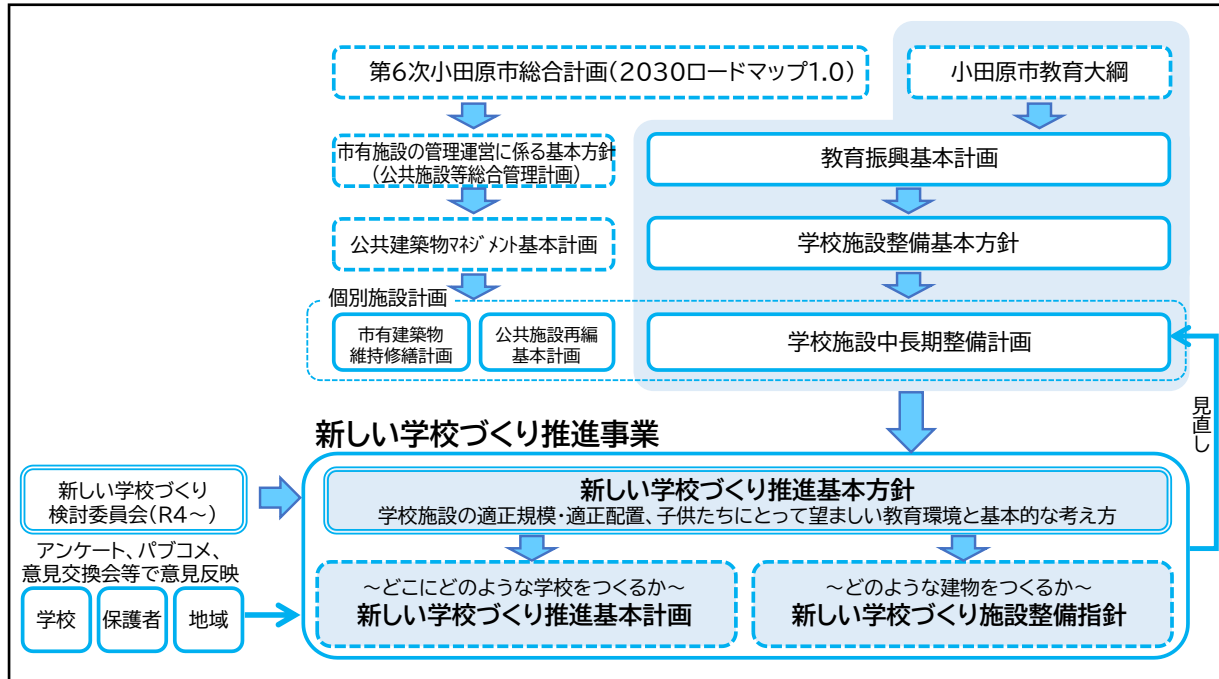 第6次小田原市総合計画(2030ロードマップ1.0)
小田原市教育大綱
市有施設の管理運営に係る基本方針
(公共施設等総合管理計画)
教育振興基本計画
公共建築物ﾏﾈｼﾞﾒﾝﾄ基本計画
学校施設整備基本方針
個別施設計画
市有建築物
維持修繕計画
公共施設再編
基本計画
学校施設中長期整備計画
見直し
新しい学校づくり推進事業
新しい学校づくり
検討委員会(R4~)
新しい学校づくり推進基本方針
学校施設の適正規模・適正配置、子供たちにとって望ましい教育環境と基本的な考え方
アンケート、パブコメ、
意見交換会等で意見反映
学校
保護者
地域
~どこにどのような学校をつくるか~
新しい学校づくり推進基本計画
~どのような建物をつくるか~
新しい学校づくり施設整備指針